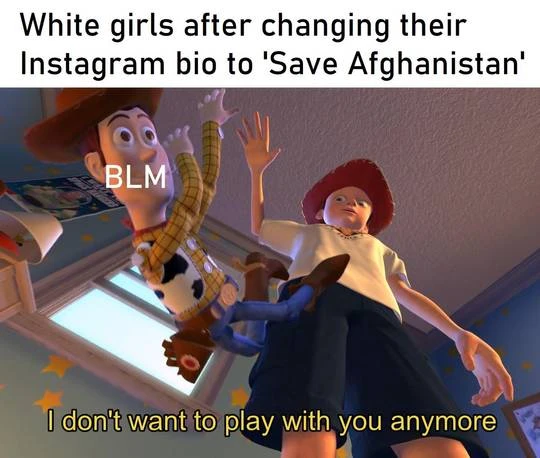 White girls after changing their
Instagram bio to 'Save Afghanistan'
BLM
I don't want to play with you anymore